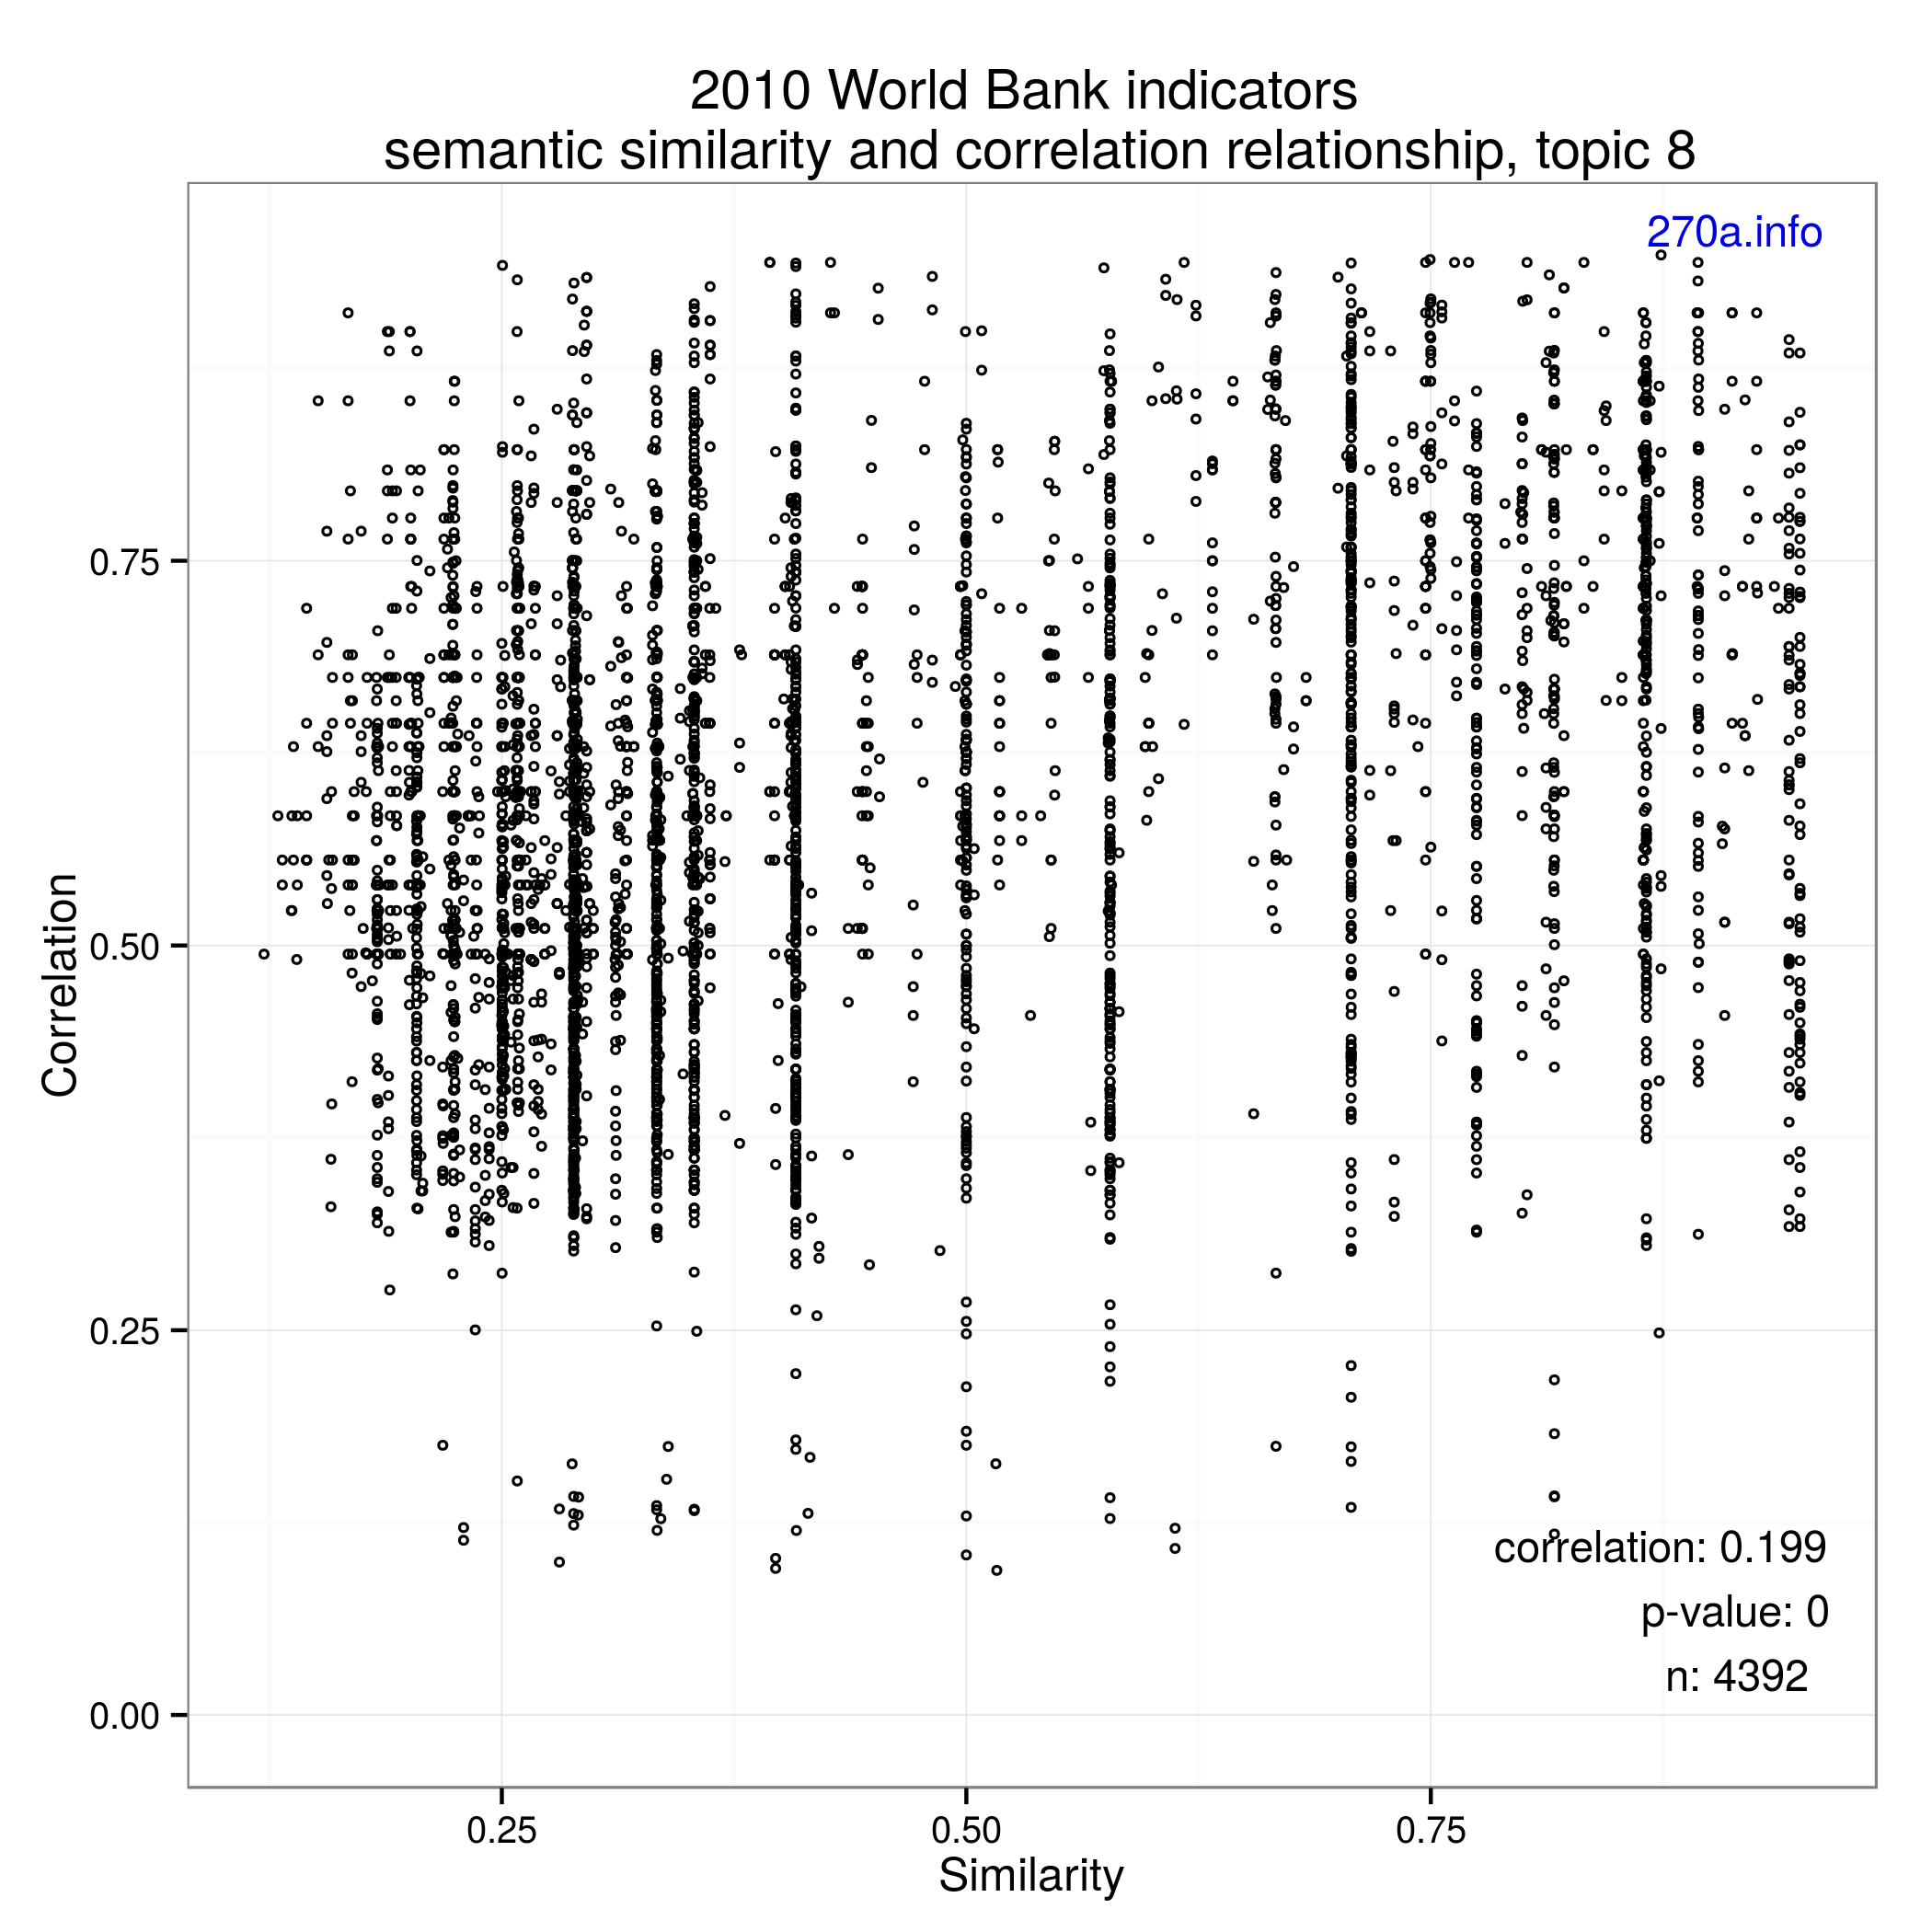 2010 World Bank indicators
semantic similarity and correlation relationship, topic 8
270a.info
0.75
0.50
0.25
0.00
Correlation
correlation: 0.199
p-value: 0
n: 4392
0.25
0.50
0.75
Similarity